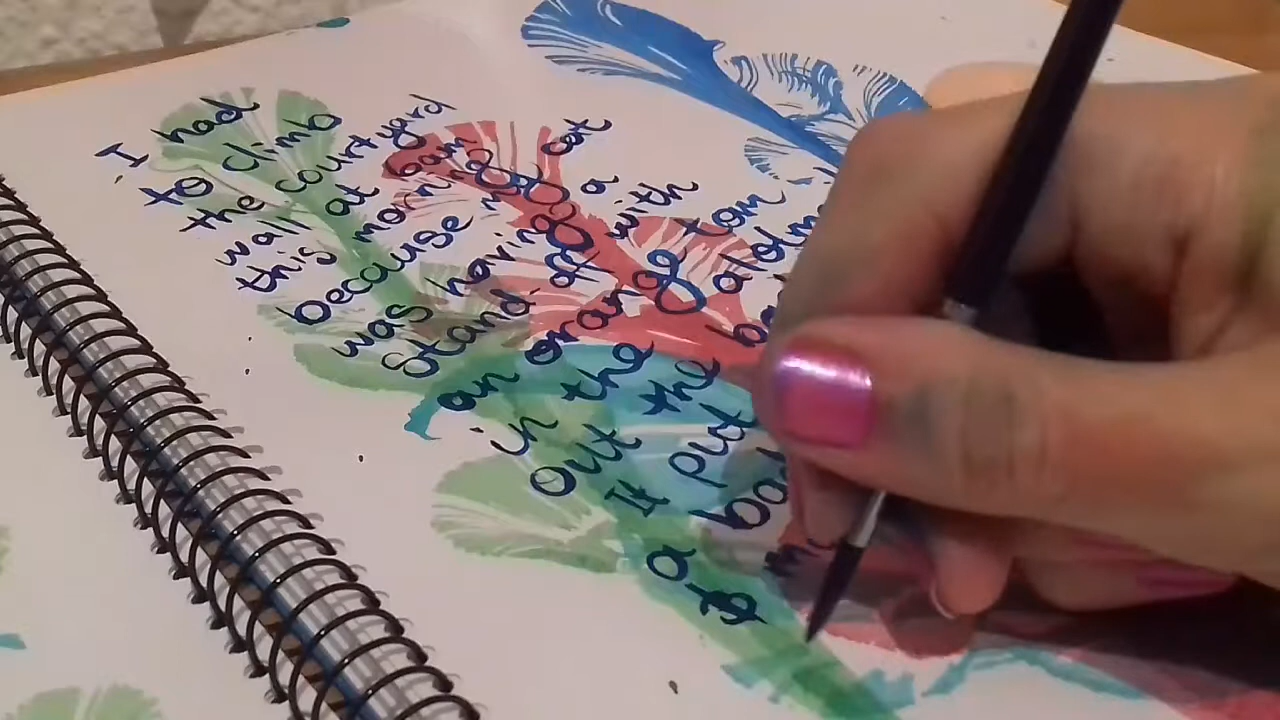 I had
to climb
the courtyard
wall at 6am
this morning
because my cat
was having a
stand-off with
an orange tom
in the
out the
It put
a